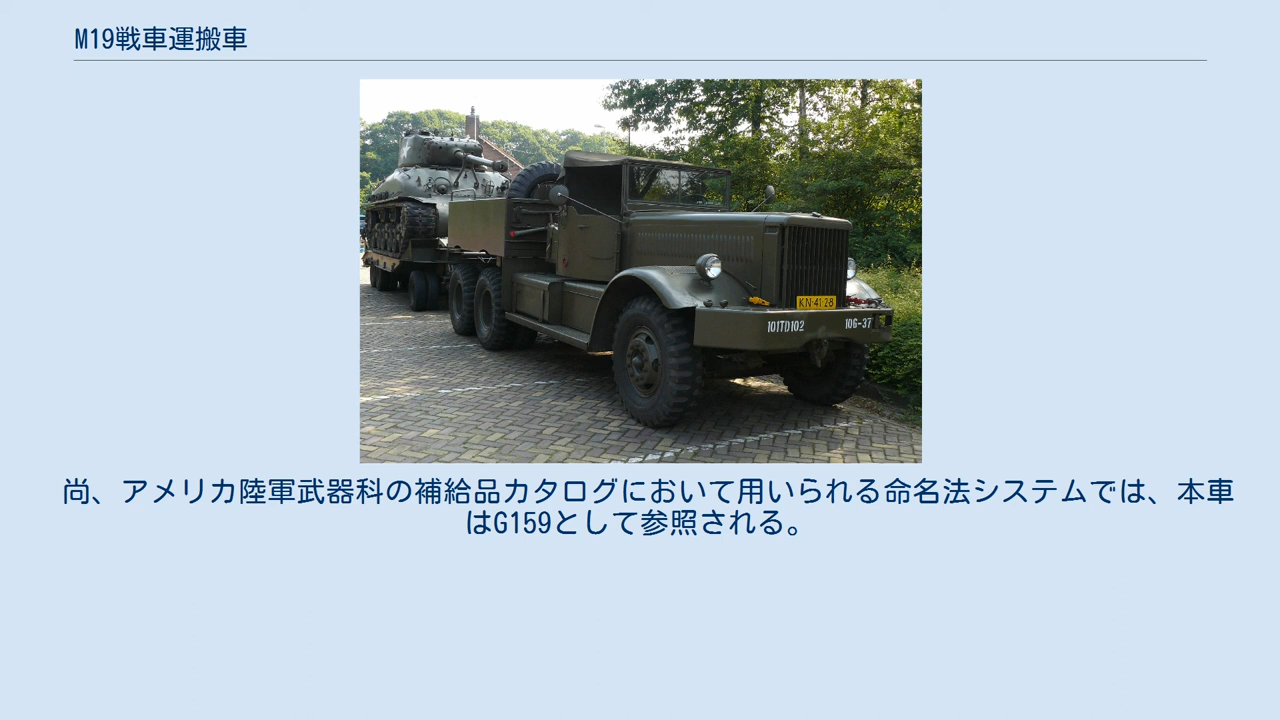 M19戦車運搬車
KN-41-28
101TD102
10G-37
尚、アメリカ陸軍武器科の補給品カタログにおいて用いられる命名法システムでは、本車
はG159として参照される。